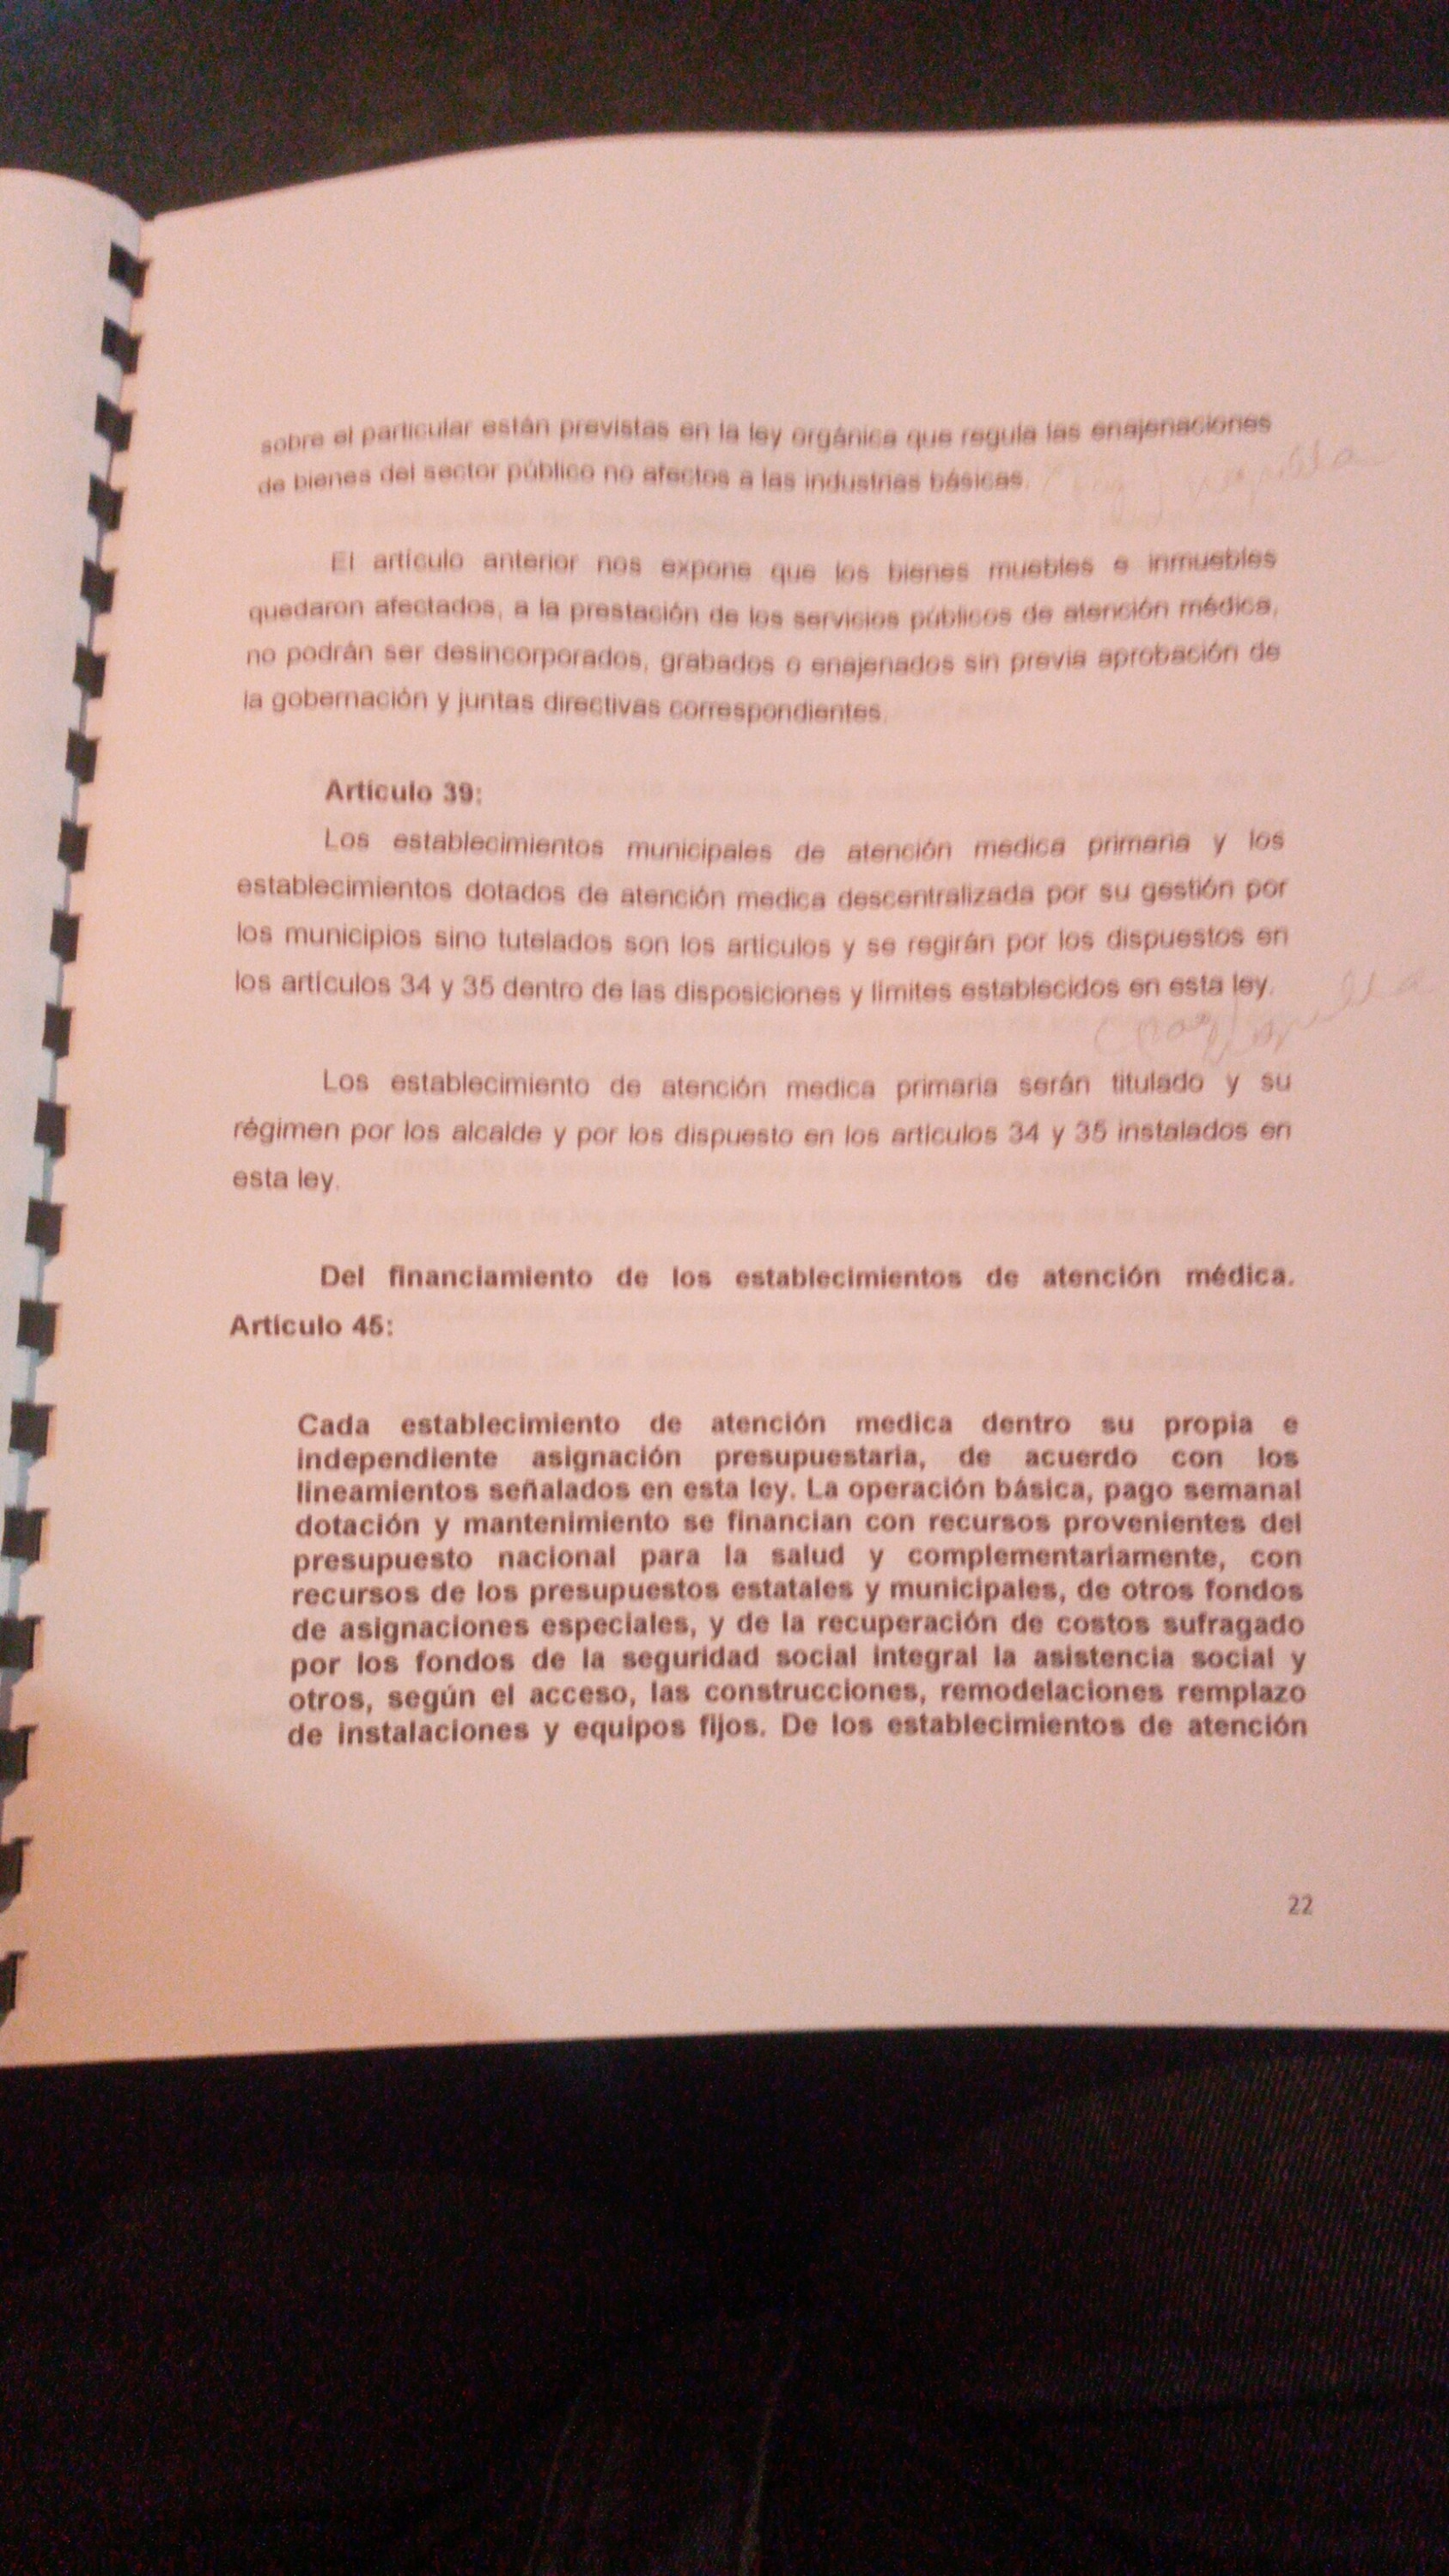 sobre el particular están previstas en la ley orgánica que regula las enajenaciones
de bienes del sector público no afectos a las industrias básicas.
El artículo anterior nos expone que los bienes muebles e inmuebles
quedaron afectados, a la prestación de los servicios públicos de atención médica,
no podrán ser desincorporados, grabados o enajenados sin previa aprobación de
la gobernación y juntas directivas correspondientes.
Artículo 39:
Los establecimientos municipales de atención medica primaria y los
establecimientos dotados de atención medica descentralizada por su gestión por
los municipios sino tutelados son los artículos y se regirán por los dispuestos en
los artículos 34 y 35 dentro de las disposiciones y límites establecidos en esta ley.
Los establecimiento de atención medica primaria serán titulado y su
régimen por los alcalde y por los dispuesto en los artículos 34 y 35 instalados en
esta ley.
Del financiamiento de los establecimientos de atención médica.
Artículo 45:
Cada establecimiento de atención medica dentro su propia e
independiente asignación presupuestaria, de acuerdo con los
lineamientos señalados en esta ley. La operación básica, pago semanal
dotación y mantenimiento se financian con recursos provenientes del
presupuesto nacional para la salud y complementariamente, con
recursos de los presupuestos estatales y municipales, de otros fondos
de asignaciones especiales, y de la recuperación de costos sufragado
por los fondos de la seguridad social integral la asistencia social y
otros, según el acceso, las construcciones, remodelaciones remplazo
de instalaciones y equipos fijos. De los establecimientos de atención
22